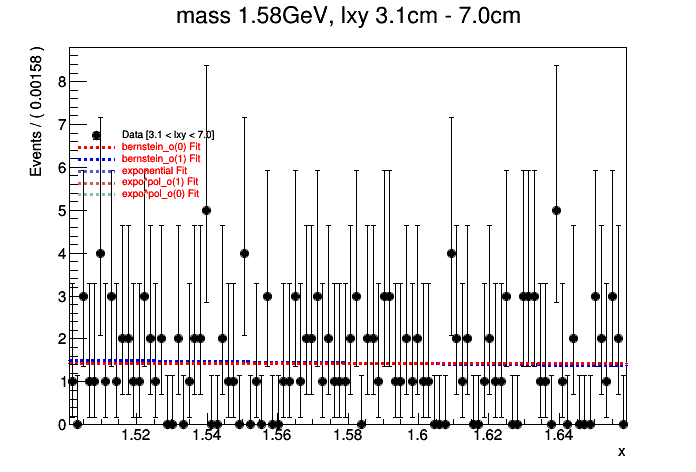 mass 1.58GeV, lxy 3.1cm - 7.0cm
Events / ( 0.00158 )
8
7
6
5
4
3
2
1
0
Data [3.1 < lxy < 7.0]
bernstein_o(0) Fit
bernstein_o(1) Fit
exponential Fit
expo*pol_o(1) Fit
expo*pol_o(0) Fit
1.52 1.54 1.56 1.58 1.6 1.62 1.64
x